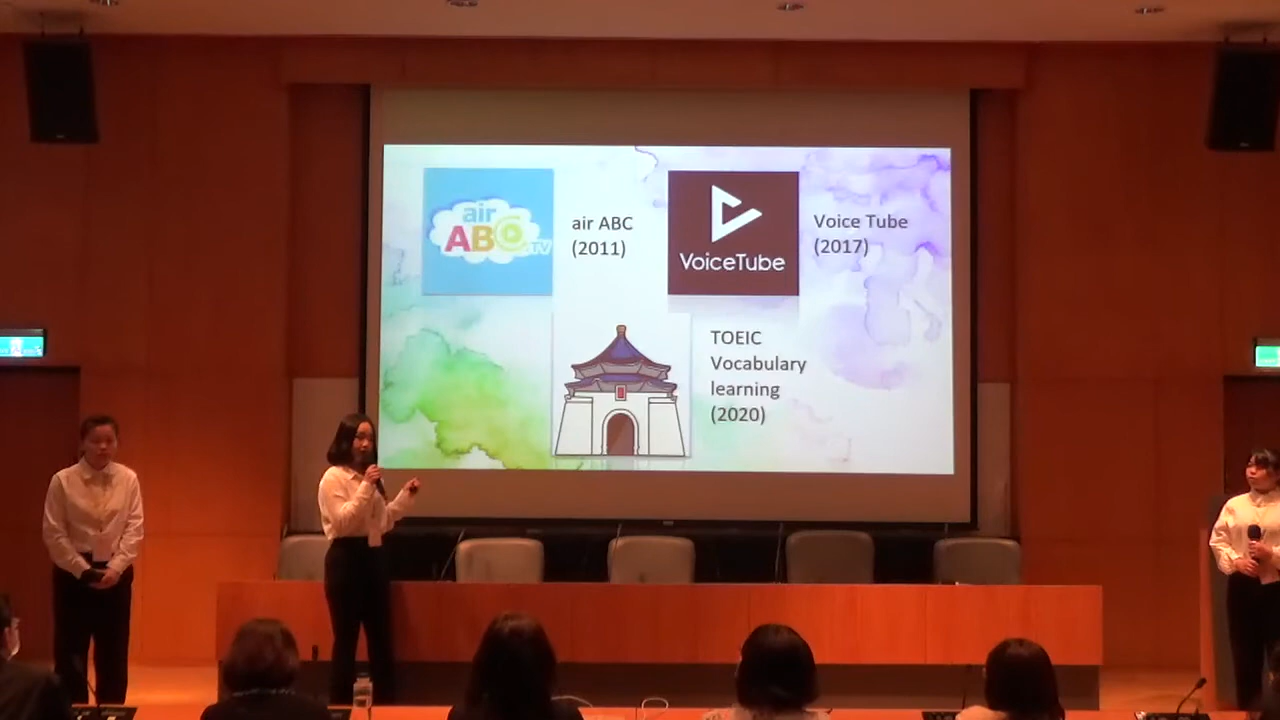 air
ABC
.TV
air ABC
(2011)
VoiceTube
Voice Tube
(2017)
TOEIC
Vocabulary
learning
(2020)